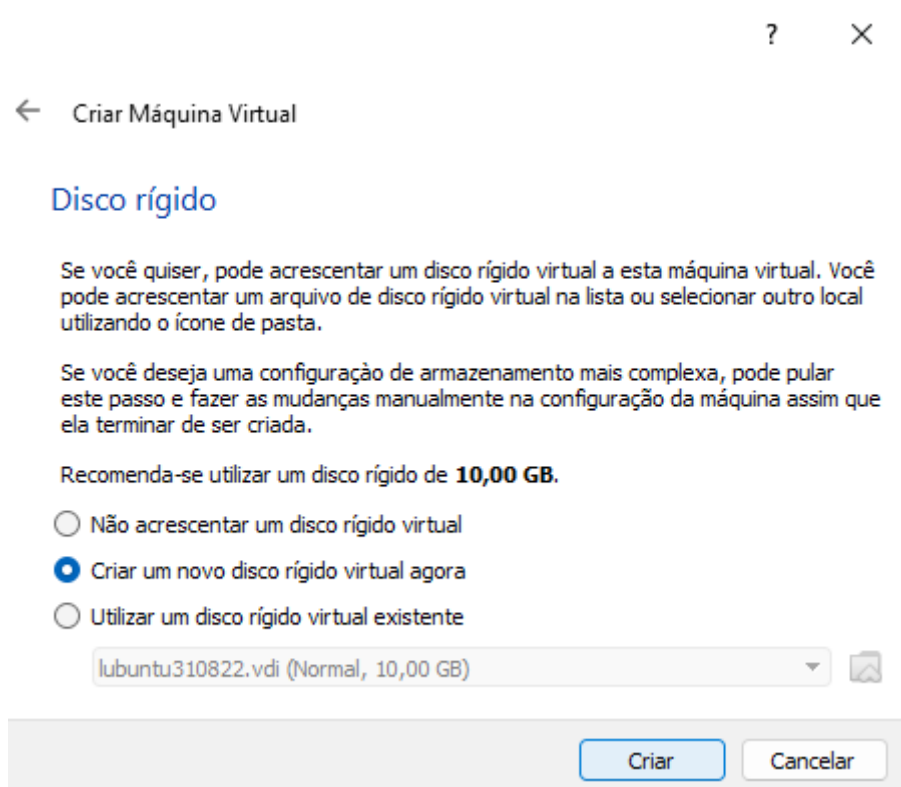 ?
Criar Máquina Virtual
Disco rígido
Se você quiser, pode acrescentar um disco rígido virtual a esta máquina virtual. Você
pode acrescentar um arquivo de disco rígido virtual na lista ou selecionar outro local
utilizando o ícone de pasta.
Se você deseja uma configuraçào de armazenamento mais complexa, pode pular
este passo e fazer as mudanças manualmente na configuração da máquina assim que
ela terminar de ser criada.
Recomenda-se utilizar um disco rígido de 10,00 GB.
Não acrescentar um disco rígido virtual
Criar um novo disco rígido virtual agora
Utilizar um disco rígido virtual existente
lubuntu310822.vdi (Normal, 10,00 GB)
Criar Cancelar